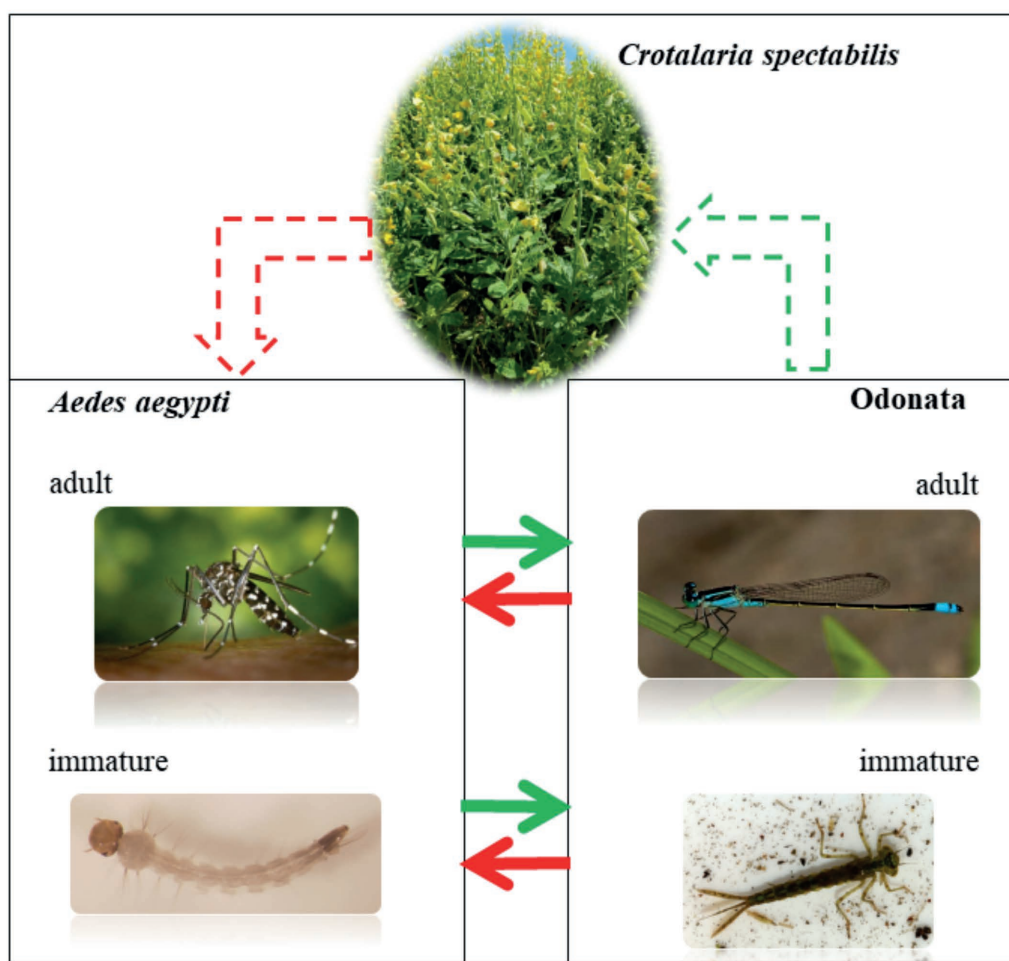 Crotalaria spectabilis
Aedes aegypti
Odonata
adult
adult
immature
immature